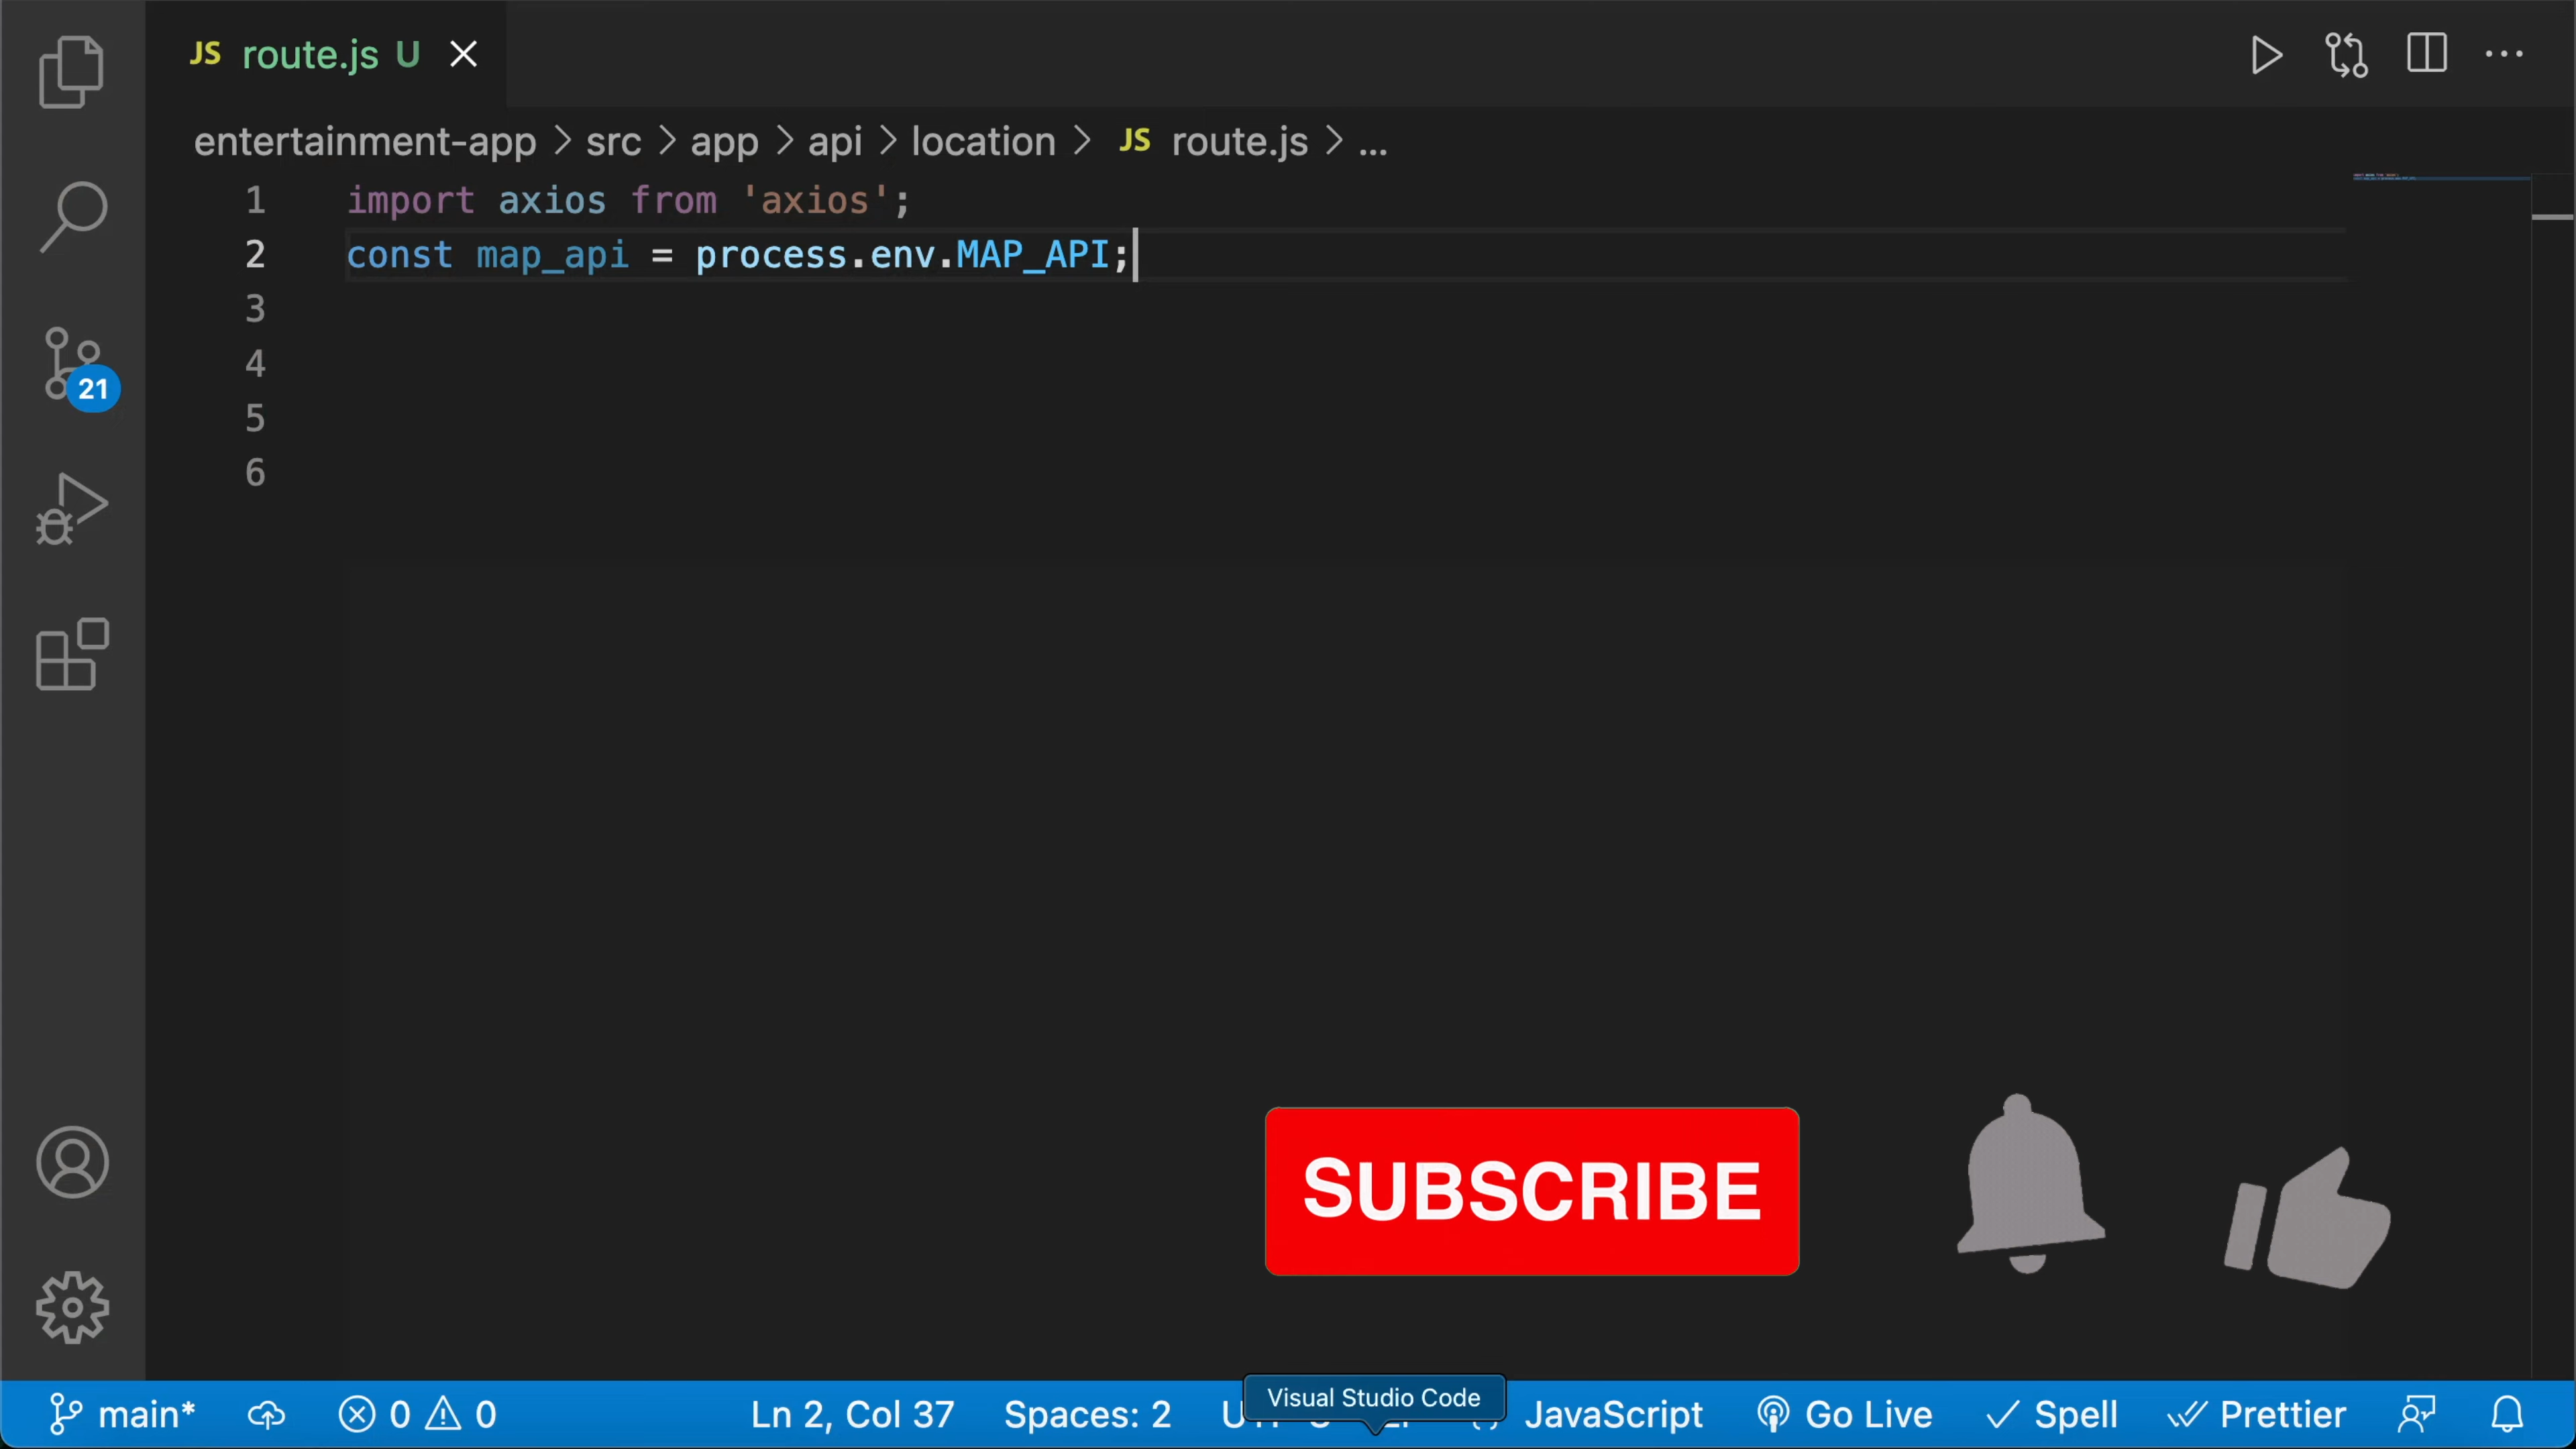 JS route.js U
entertainment-app > src > app > api > location > JS route.js > ...
1 import axios from 'axios';
2 const map_api = process.env.MAP_API;
3
4
5
6
21
SUBSCRIBE
Visual Studio Code
main* 0 0 Ln 2, Col 37 Spaces: 2 JavaScript Go Live Spell Prettier